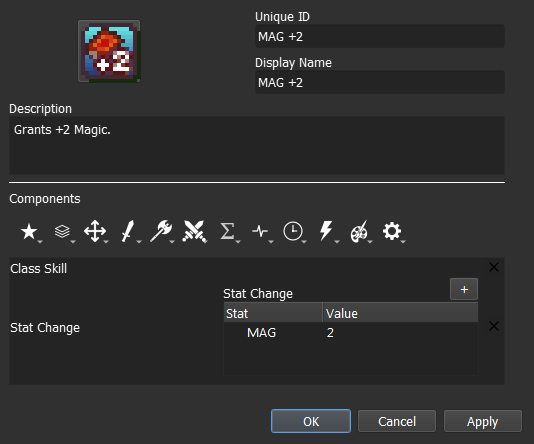 Unique ID
MAG +2
Display Name
MAG +2
+2
Description
Grants +2 Magic.
Components
Class Skill
Stat Change
+
Stat Value
MAG 2
Stat Change
OK Cancel Apply